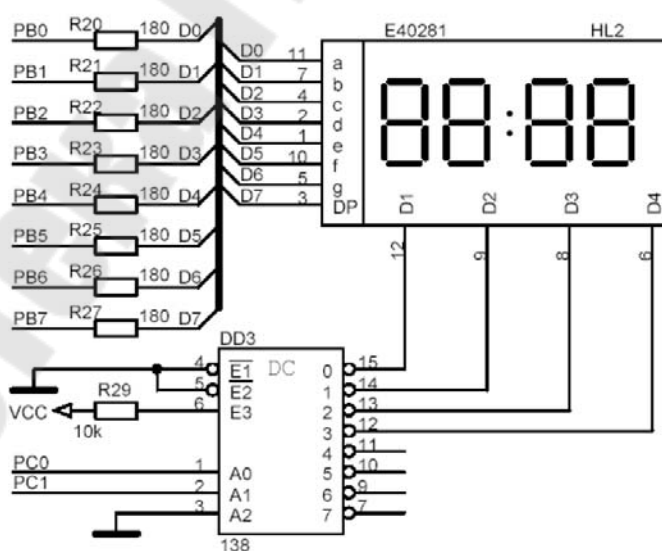 PB0 R20 180 D0
PB1 R21 180 D1
PB2 R22 180 D2
PB3 R23 180 D3
PB4 R24 180 D4
PB5 R25 180 D5
PB6 R26 180 D6
PB7 R27 180 D7
E40281 HL2
D0 11 a
D1 7 b
D2 4 c
D3 2 d
D4 1 e
D5 10 f
D6 5 g
D7 3 DP
88:88
D1 D2 D3 D4
12 9 8 6
DD3
DC
4 E1 0 15
5 E2 1 14
VCC R29 10k 6 E3 2 13
3 12
4 11
PC0 1 A0 5 10
PC1 2 A1 6 9
3 A2 7 7
138